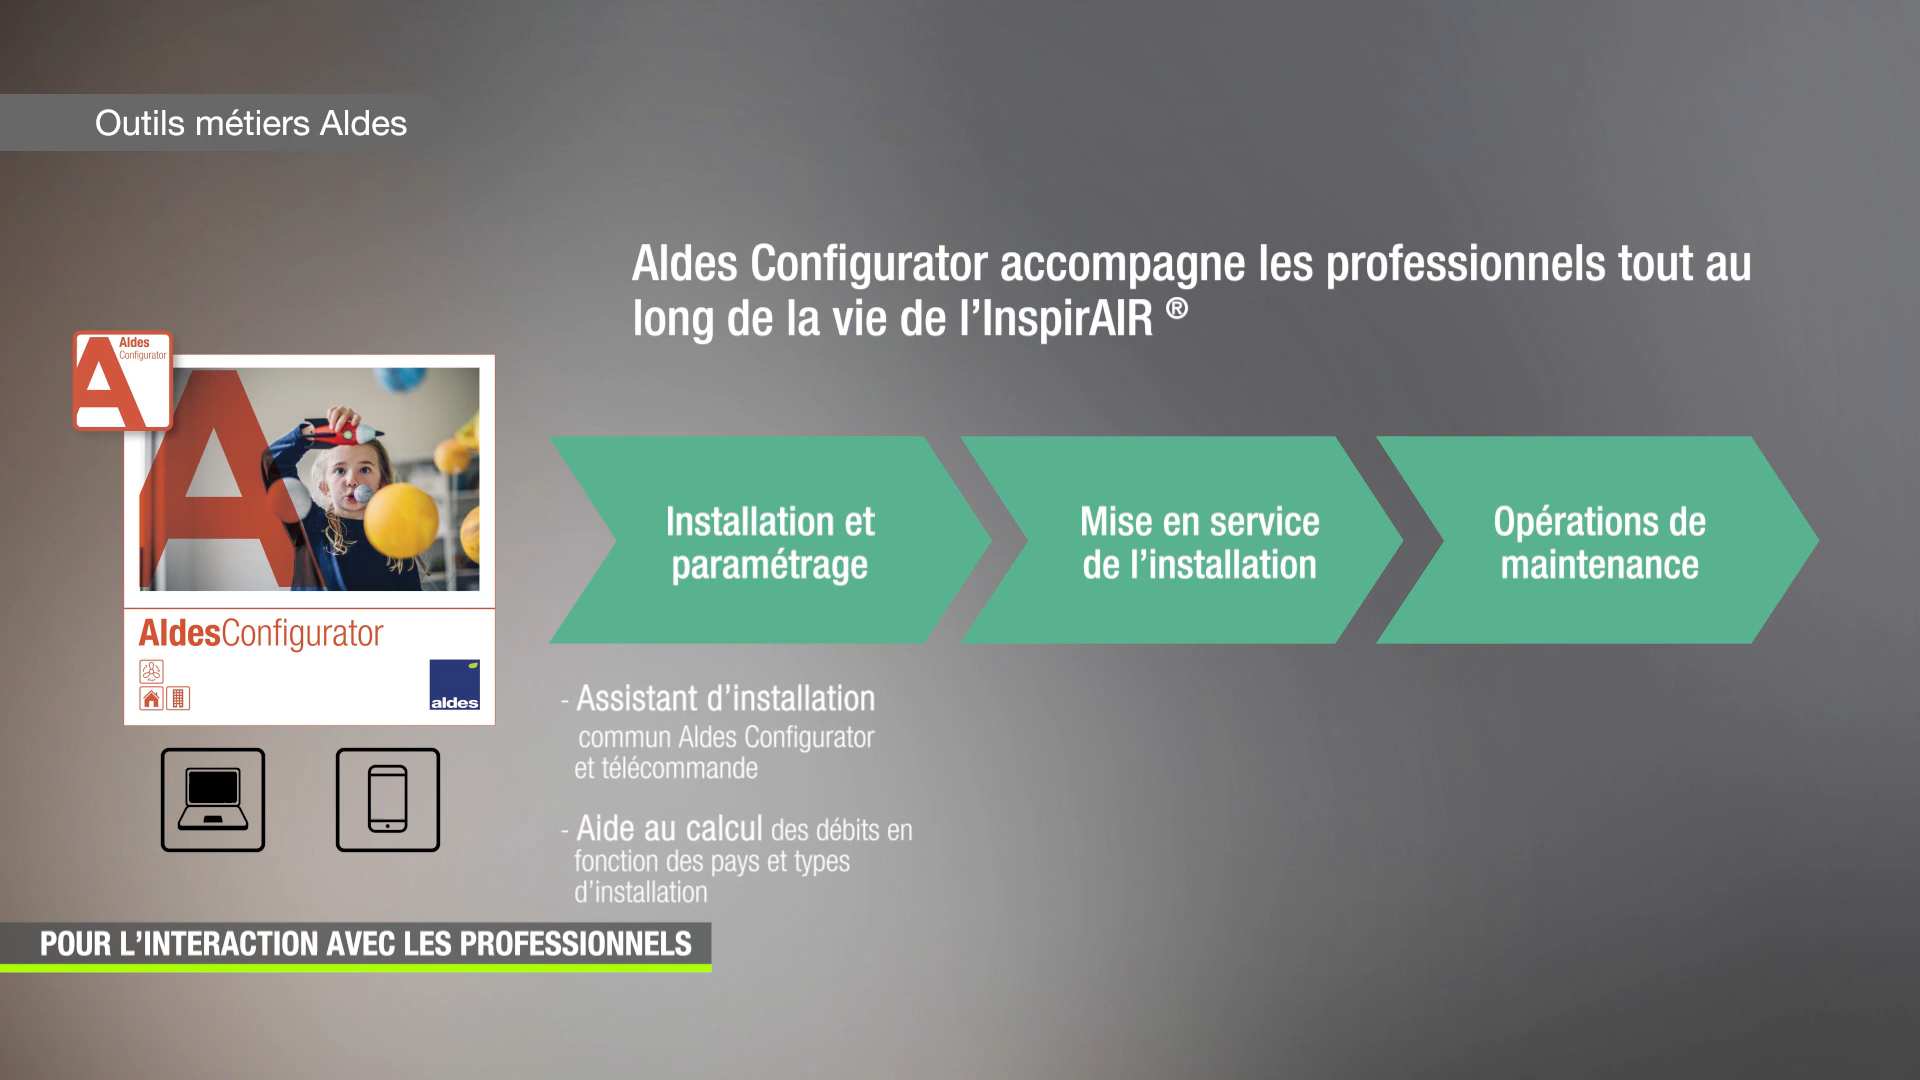 Outils métiers Aldes
Aldes Configurator accompagne les professionnels tout au
long de la vie de l’InspirAIR ®
Aldes
Configurator
AldesConfigurator
aldes
Installation et
paramétrage
Mise en service
de l’installation
Opérations de
maintenance
- Assistant d’installation
commun Aldes Configurator
et télécommande
- Aide au calcul des débits en
fonction des pays et types
d’installation
POUR L’INTERACTION AVEC LES PROFESSIONNELS